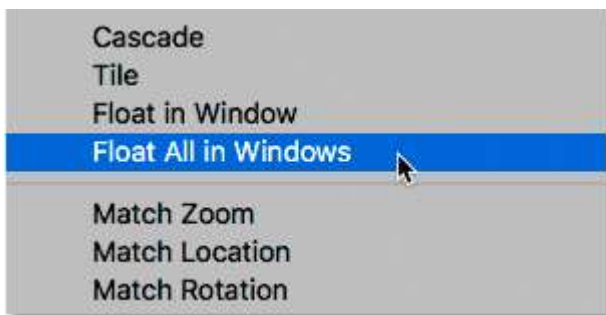 Cascade
Tile
Float in Window
Float All in Windows
Match Zoom
Match Location
Match Rotation